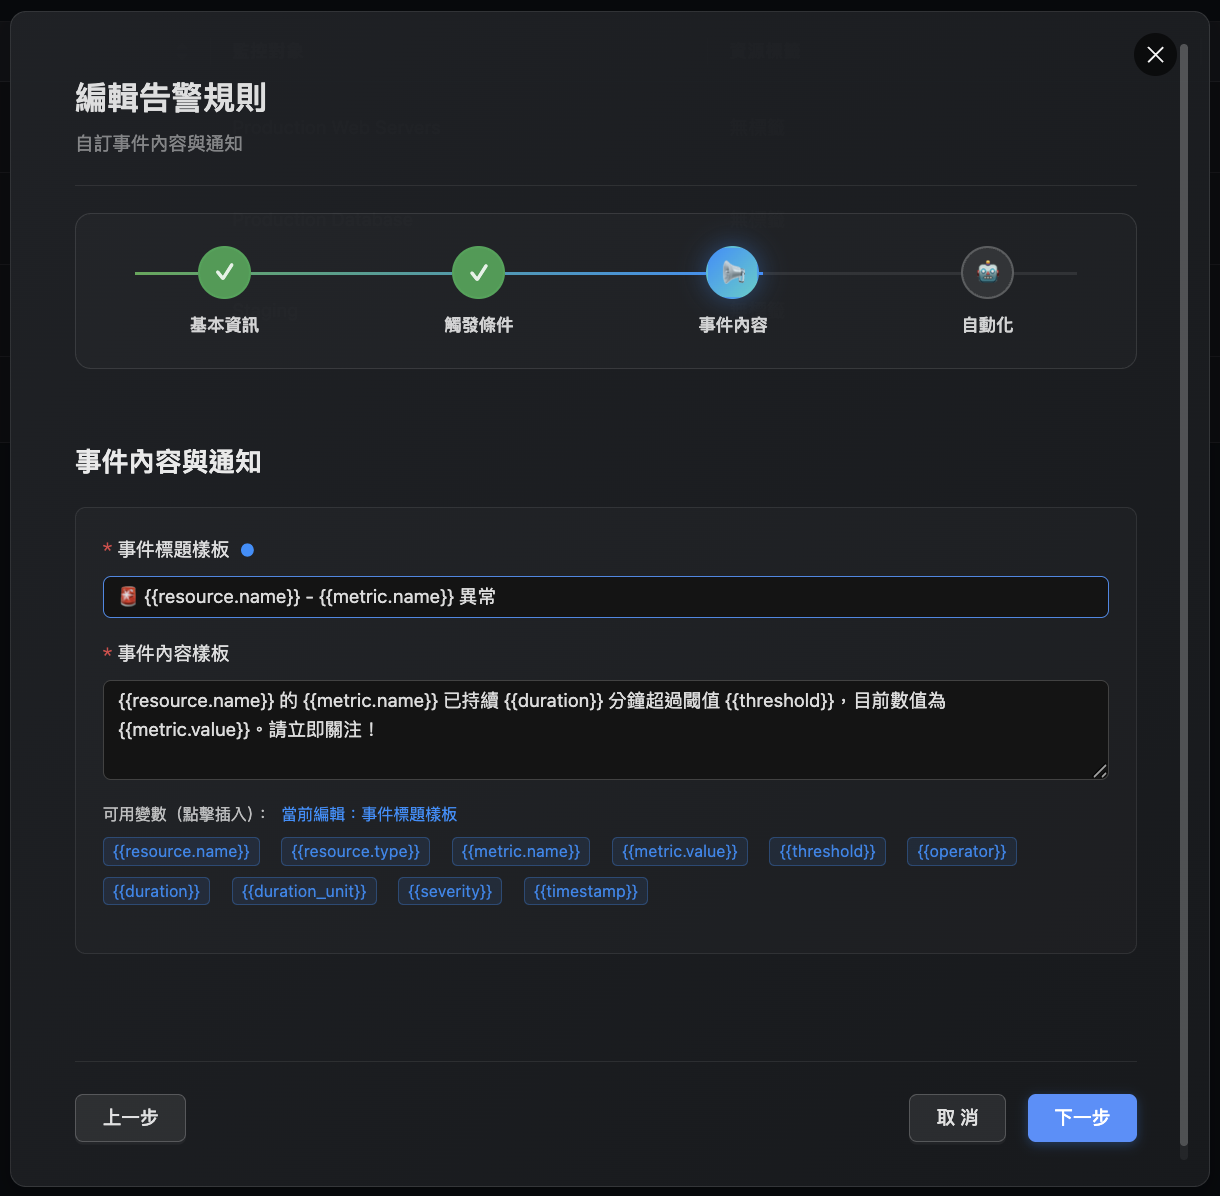 編輯告警規則
自訂事件內容與通知
基本資訊
觸發條件
事件內容
自動化
事件內容與通知
* 事件標題樣板
🚨 {{resource.name}} - {{metric.name}} 異常
* 事件內容樣板
{{resource.name}} 的 {{metric.name}} 已持續 {{duration}} 分鐘超過閾值 {{threshold}}，目前數值為
{{metric.value}}。請立即關注！
可用變數（點擊插入）： 當前編輯：事件標題樣板
{{resource.name}} {{resource.type}} {{metric.name}} {{metric.value}} {{threshold}} {{operator}}
{{duration}} {{duration_unit}} {{severity}} {{timestamp}}
上一步
取 消
下一步